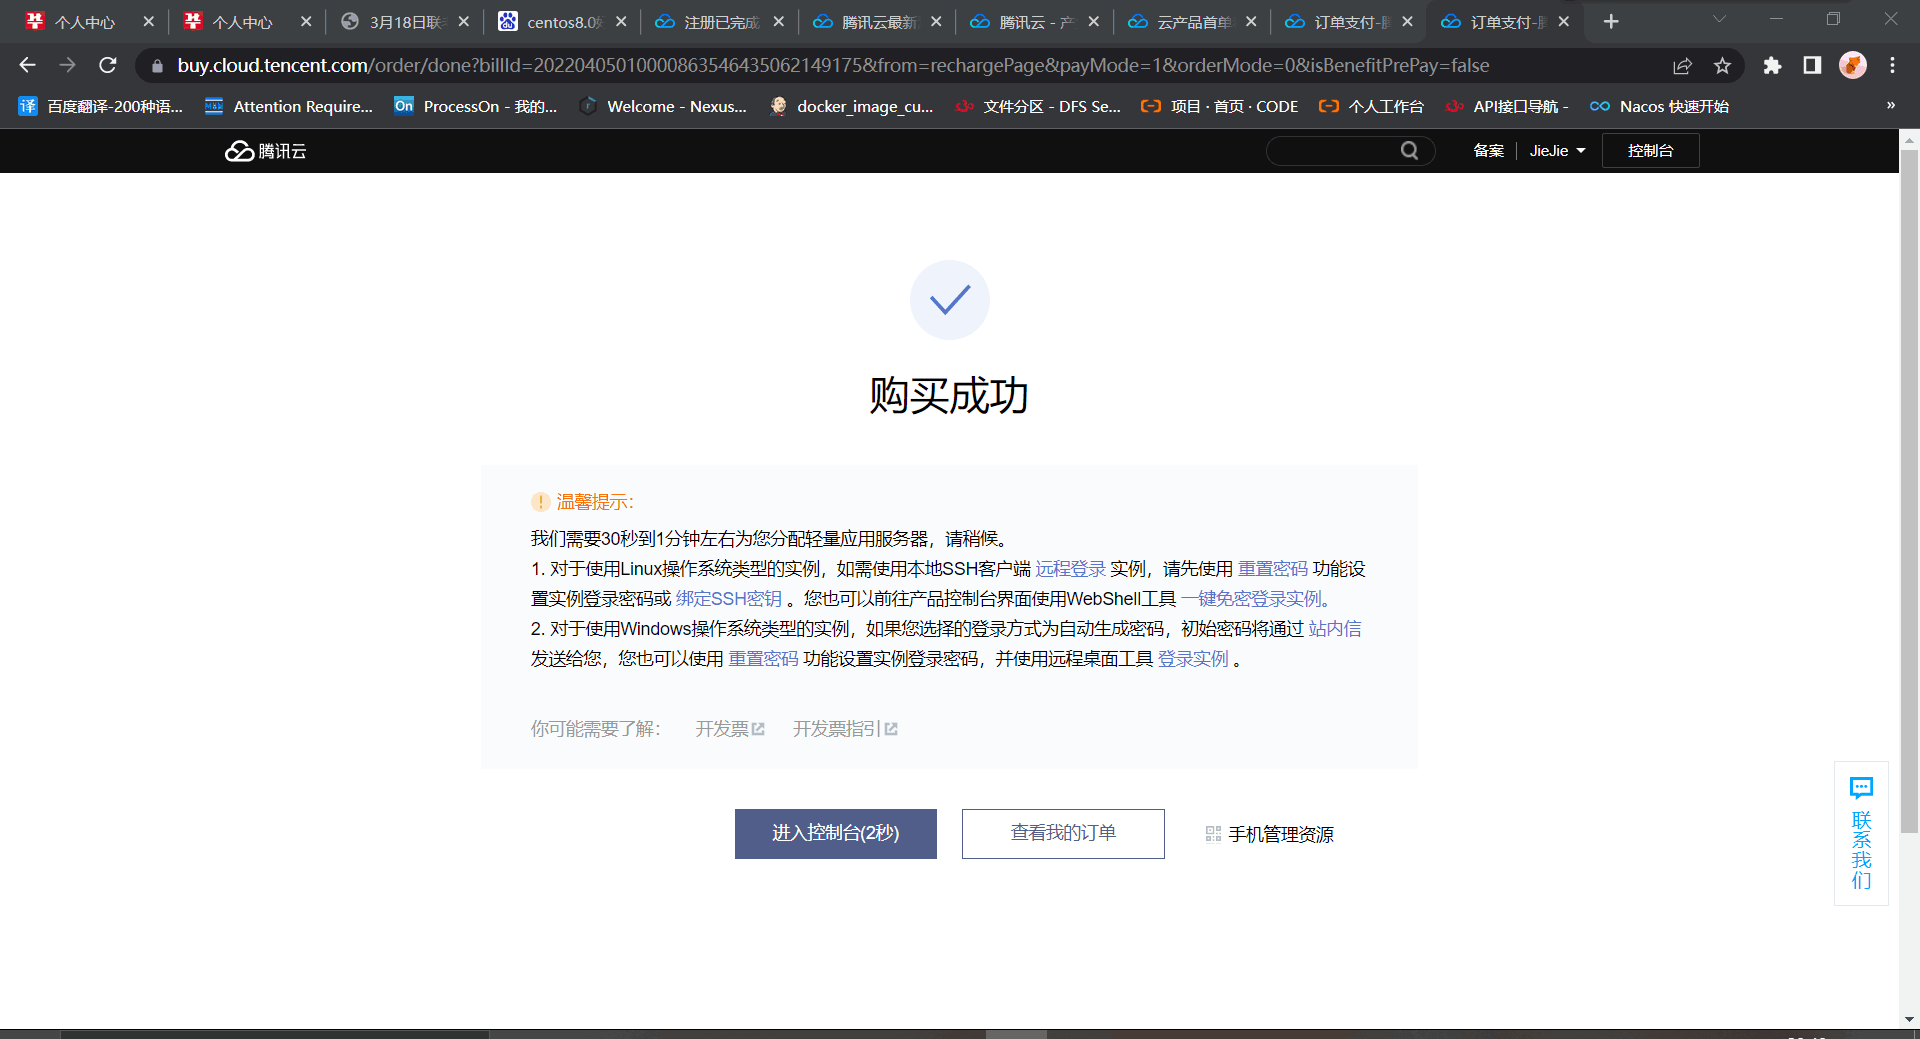 个人中心
个人中心
3月18日联
centos8.0
注册已完成
腾讯云最新
腾讯云 - 产
云产品首单
订单支付-
订单支付-
buy.cloud.tencent.com/order/done?billId=20220405010000863546435062149175&from=rechargePage&payMode=1&orderMode=0&isBenefitPrePay=false
译 百度翻译-200种语...
Attention Require...
On ProcessOn - 我的...
Welcome - Nexus...
docker_image_cu...
文件分区 - DFS Se...
项目 · 首页 · CODE
个人工作台
API接口导航 -
Nacos 快速开始
»
腾讯云
备案
JieJie
控制台
购买成功
温馨提示：
我们需要30秒到1分钟左右为您分配轻量应用服务器，请稍候。
1. 对于使用Linux操作系统类型的实例，如需使用本地SSH客户端 远程登录 实例，请先使用 重置密码 功能设
置实例登录密码或 绑定SSH密钥 。您也可以前往产品控制台界面使用WebShell工具 一键免密登录实例。
2. 对于使用Windows操作系统类型的实例，如果您选择的登录方式为自动生成密码，初始密码将通过 站内信
发送给您，您也可以使用 重置密码 功能设置实例登录密码，并使用远程桌面工具 登录实例 。
你可能需要了解： 开发票 开发票指引
进入控制台(2秒)
查看我的订单
手机管理资源
联系我们